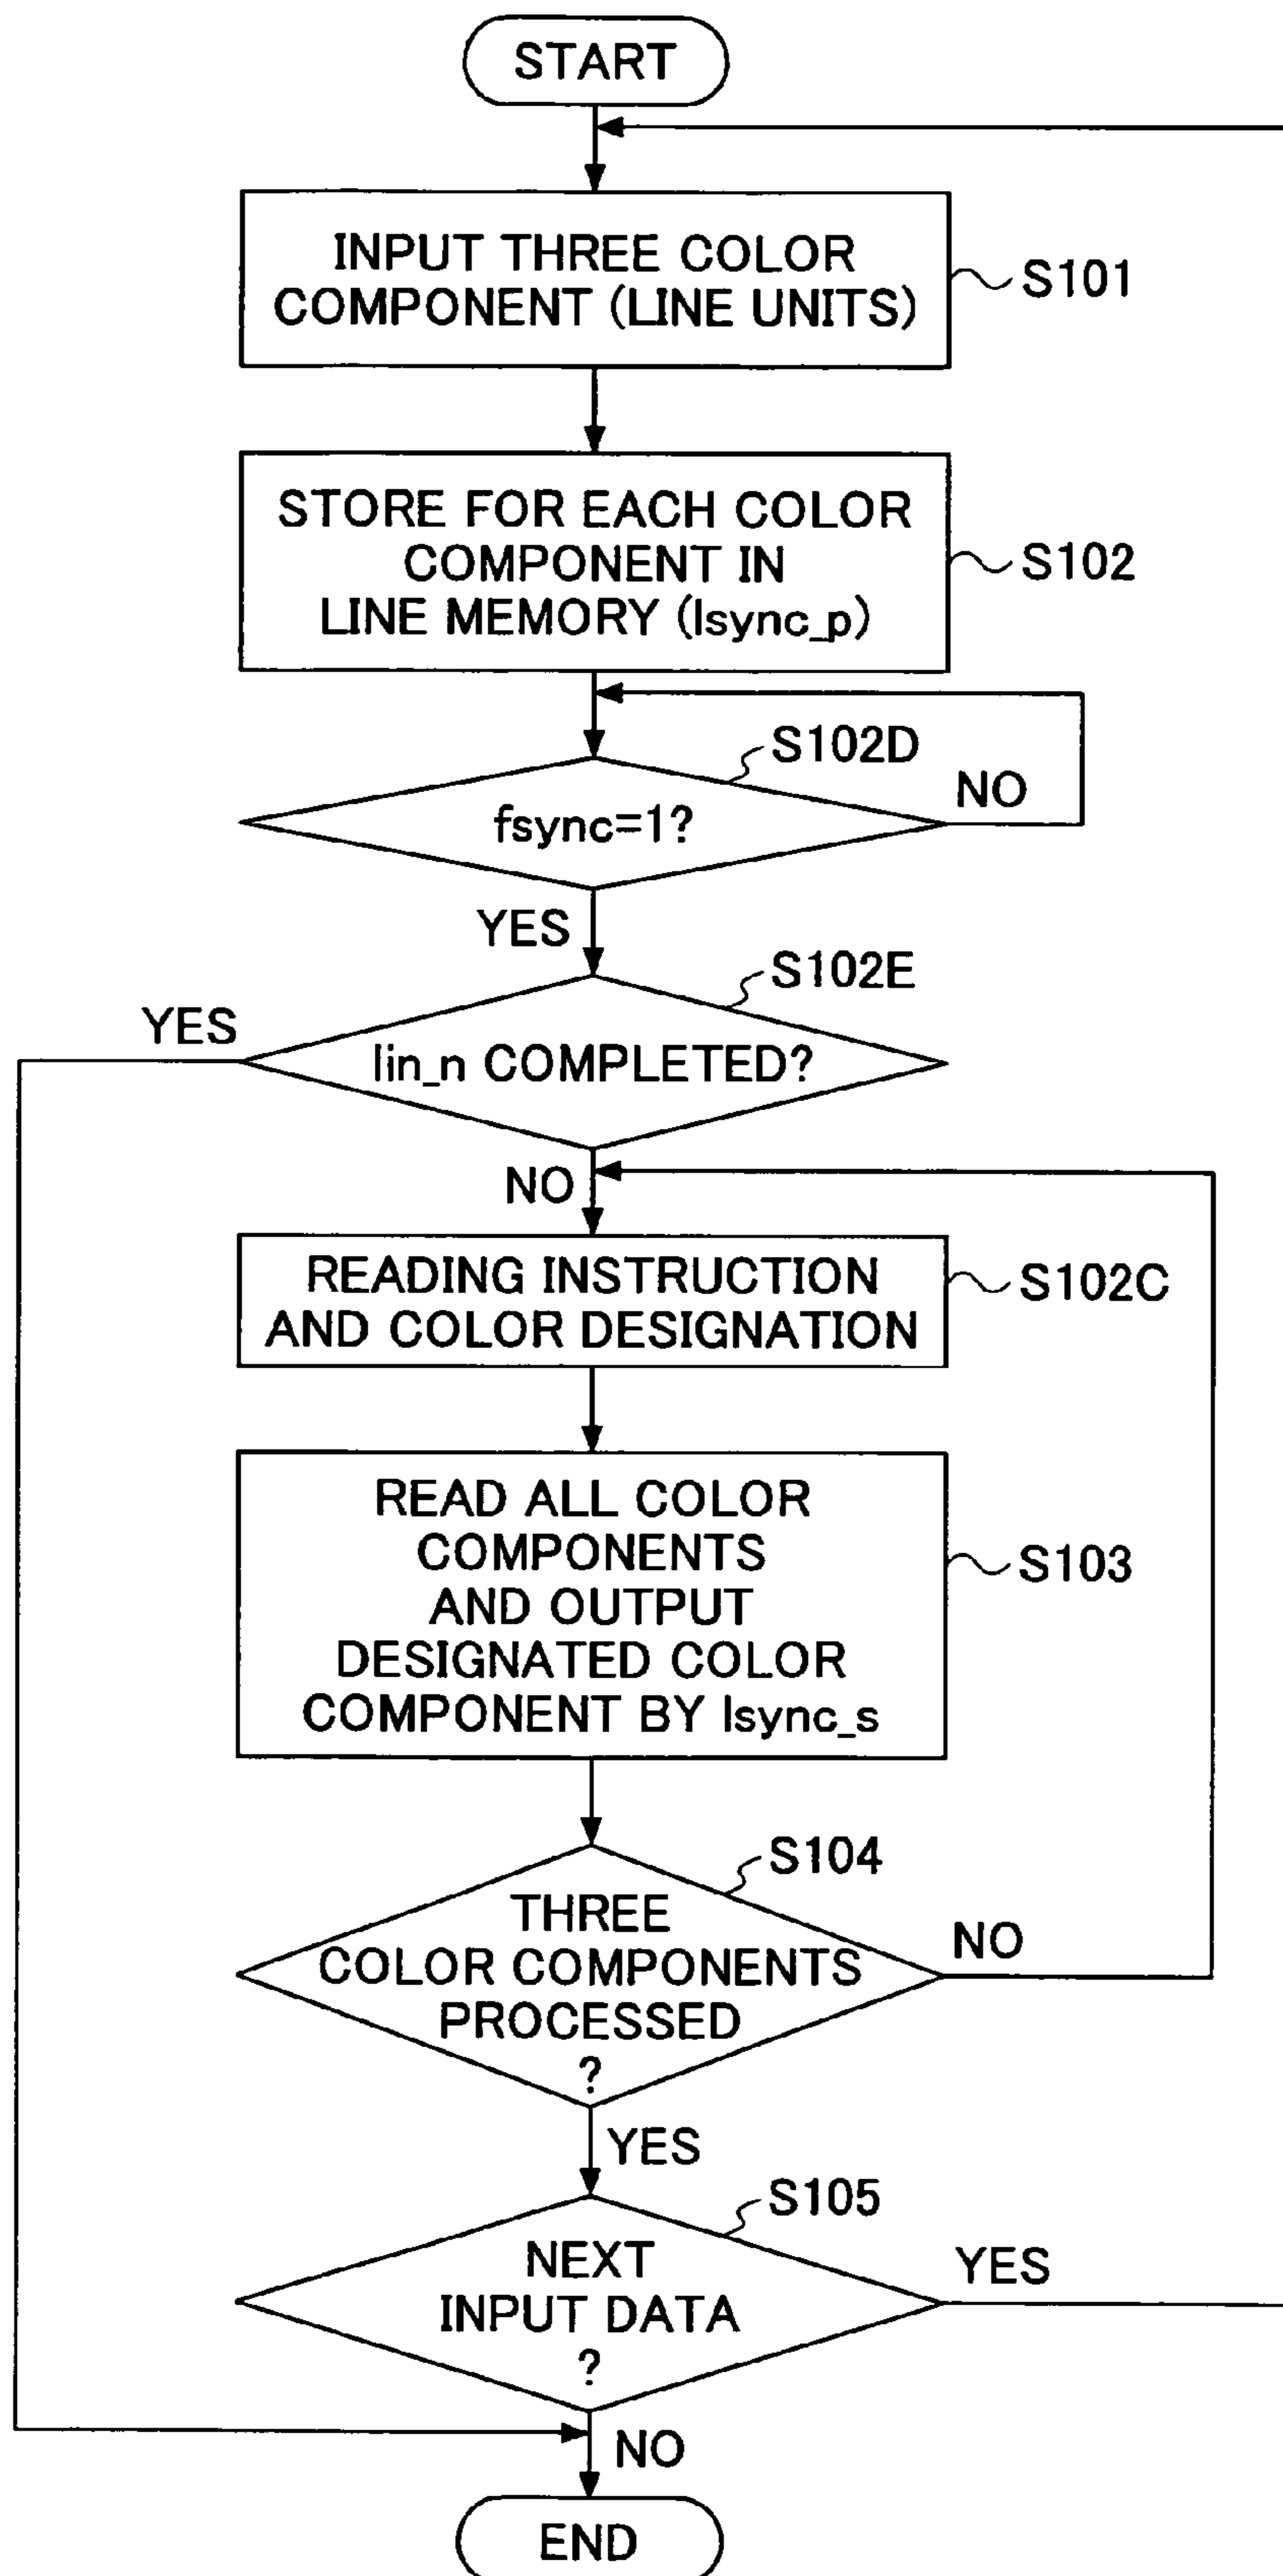 START
INPUT THREE COLOR
COMPONENT (LINE UNITS)
S101
STORE FOR EACH COLOR
COMPONENT IN
LINE MEMORY (lsync_p)
S102
S102D
fsync=1?
NO
YES
S102E
YES
lin_n COMPLETED?
NO
READING INSTRUCTION
AND COLOR DESIGNATION
S102C
READ ALL COLOR
COMPONENTS
AND OUTPUT
DESIGNATED COLOR
COMPONENT BY lsync_s
S103
S104
THREE
COLOR COMPONENTS
PROCESSED
?
NO
YES
S105
NEXT
INPUT DATA
?
YES
NO
END